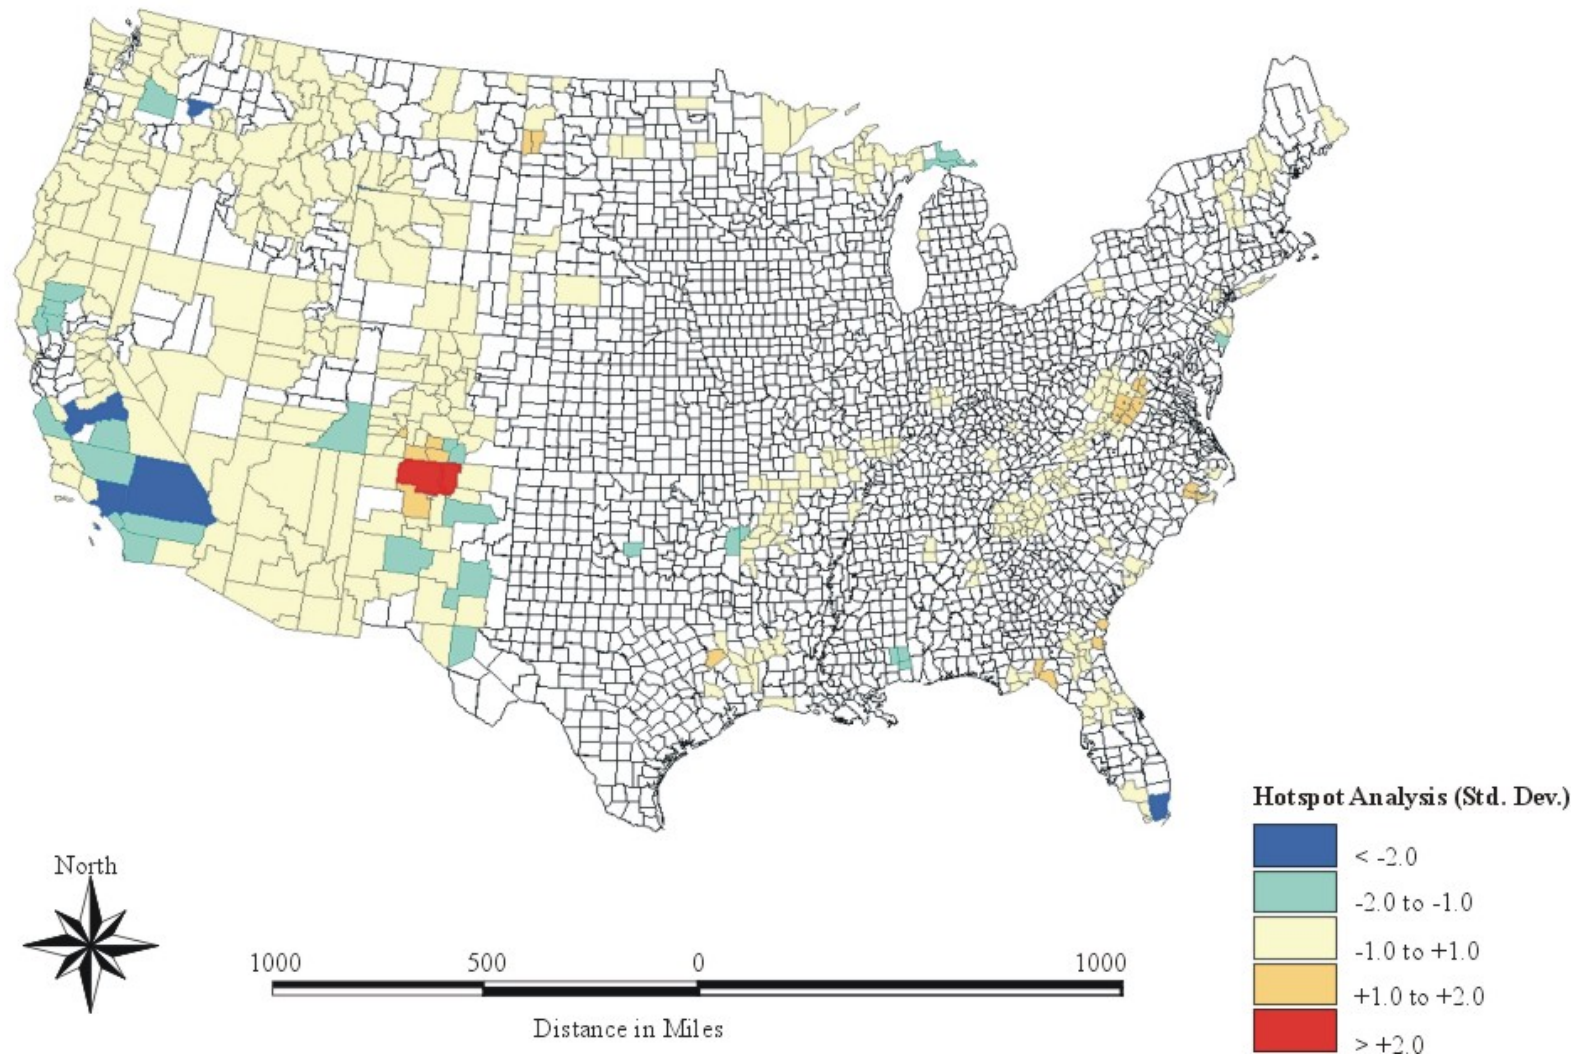 Hotspot Analysis (Std. Dev.)
< -2.0
-2.0 to -1.0
-1.0 to +1.0
+1.0 to +2.0
> +2.0
North
1000 500 0 1000
Distance in Miles